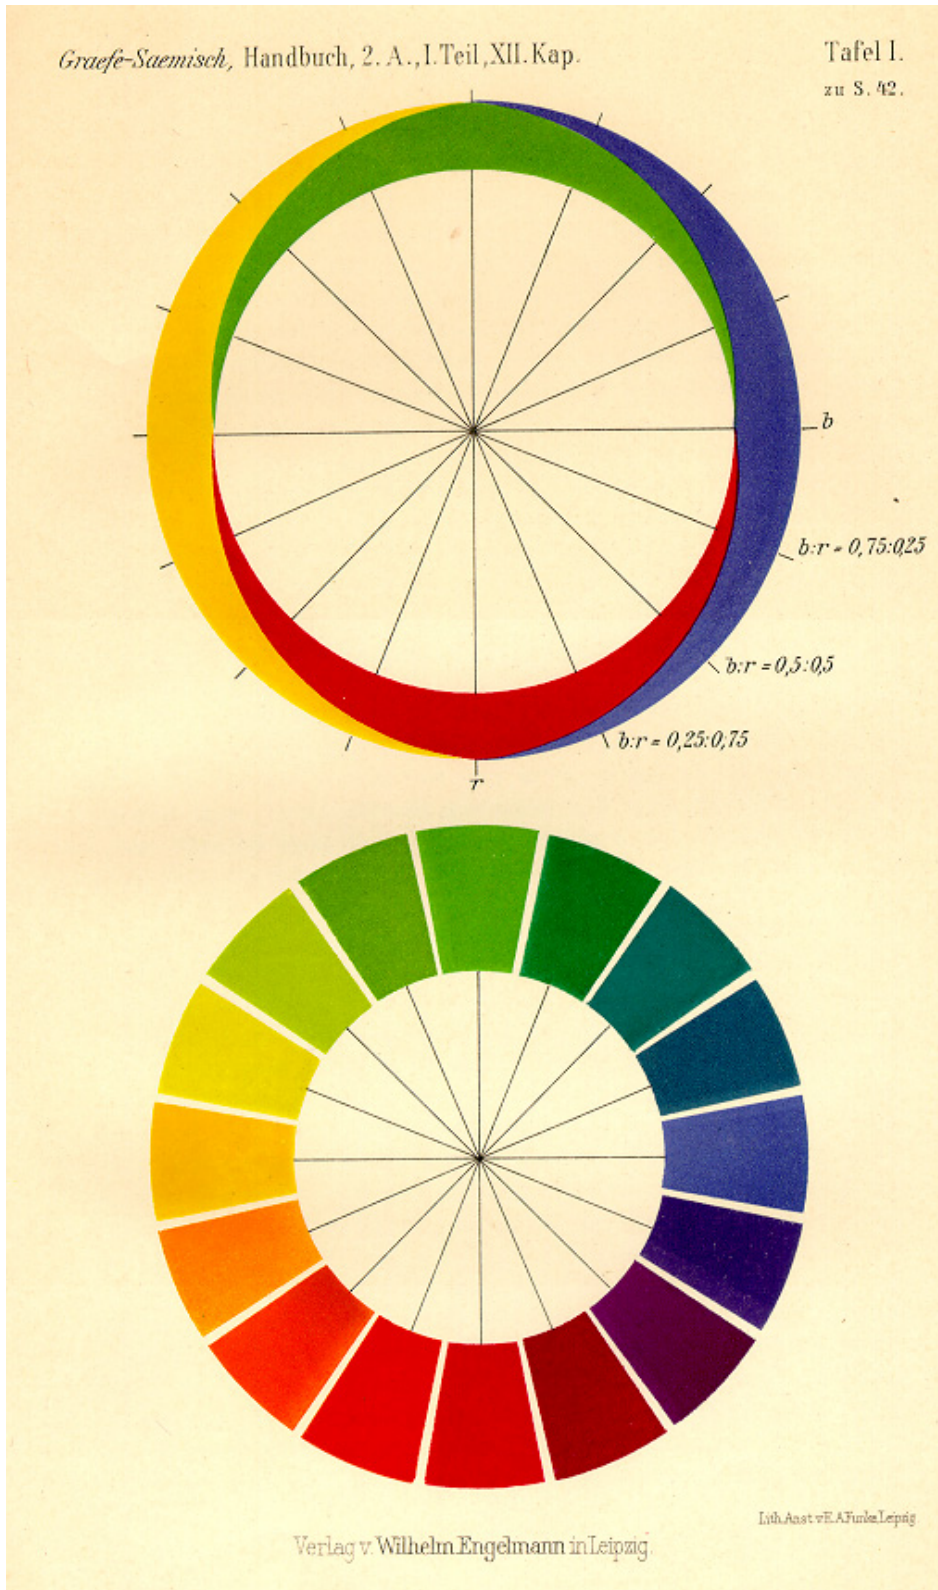 Graefe-Saemisch, Handbuch, 2. A., I. Teil, XII. Kap.
Tafel I.
zu S. 42.
b
b:r = 0,75:0,25
b:r = 0,5:0,5
b:r = 0,25:0,75
r
Lith. Anst. v. E. A. Funke, Leipzig.
Verlag v. Wilhelm Engelmann in Leipzig.